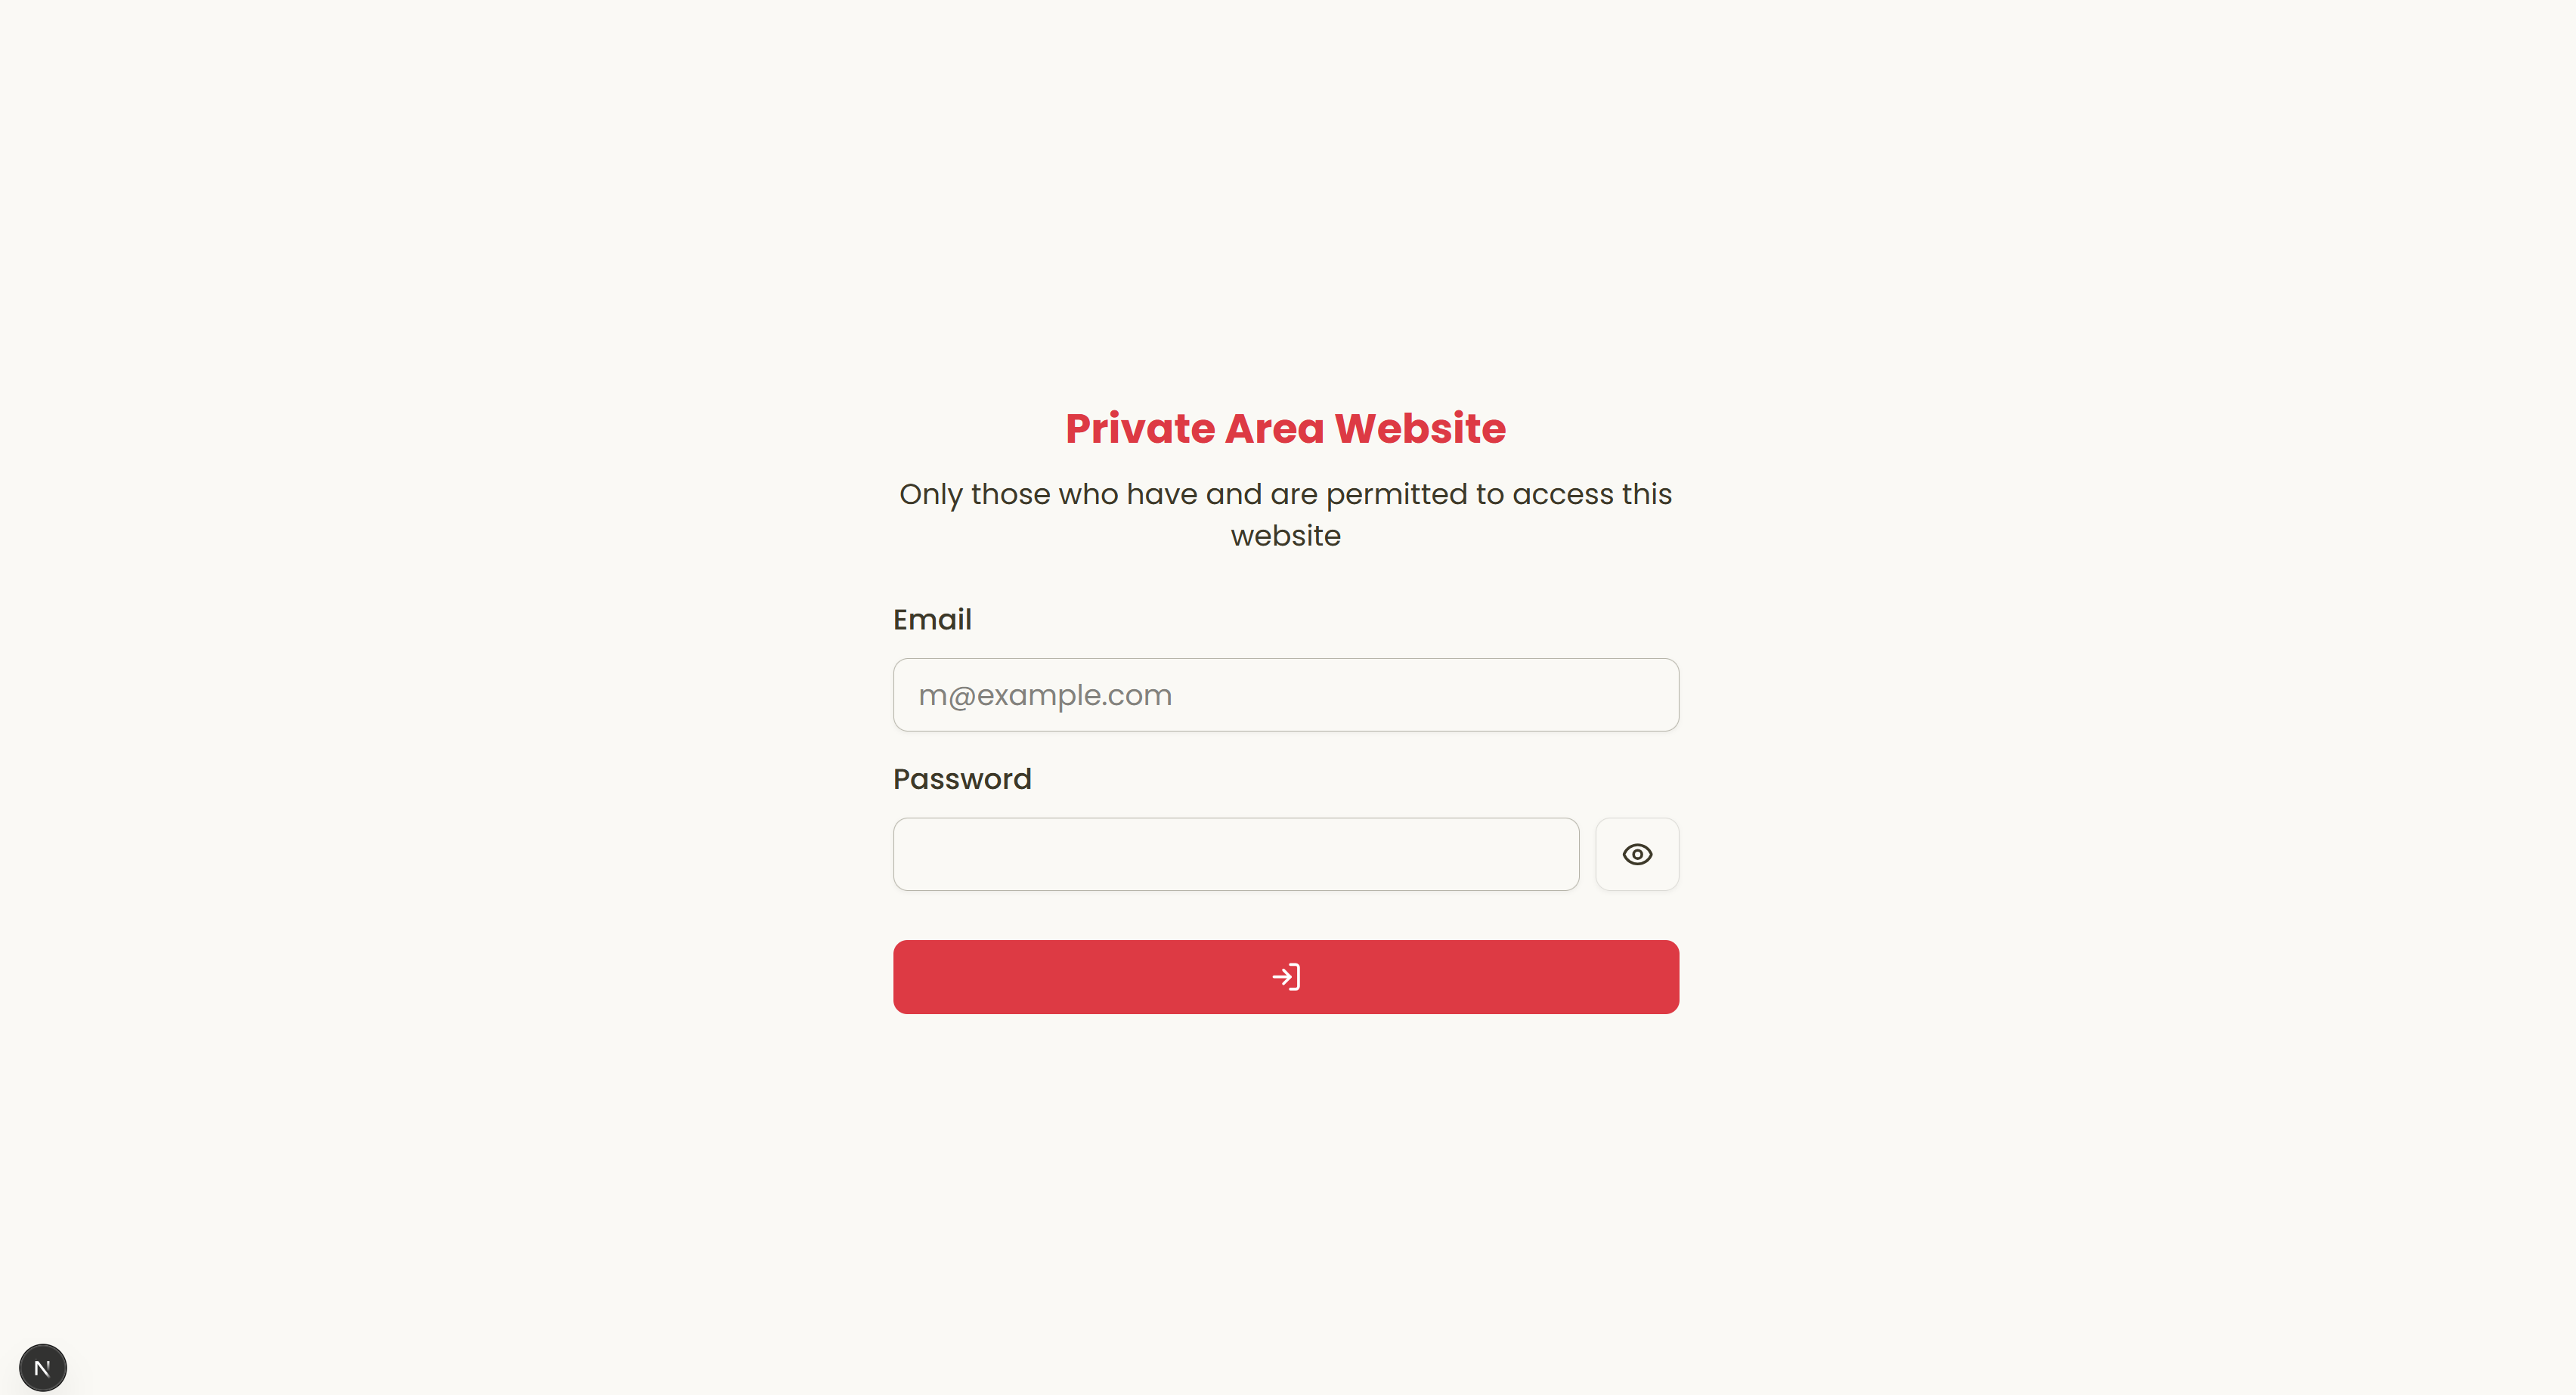 Private Area Website
Only those who have and are permitted to access this
website
Email
m@example.com
Password
N